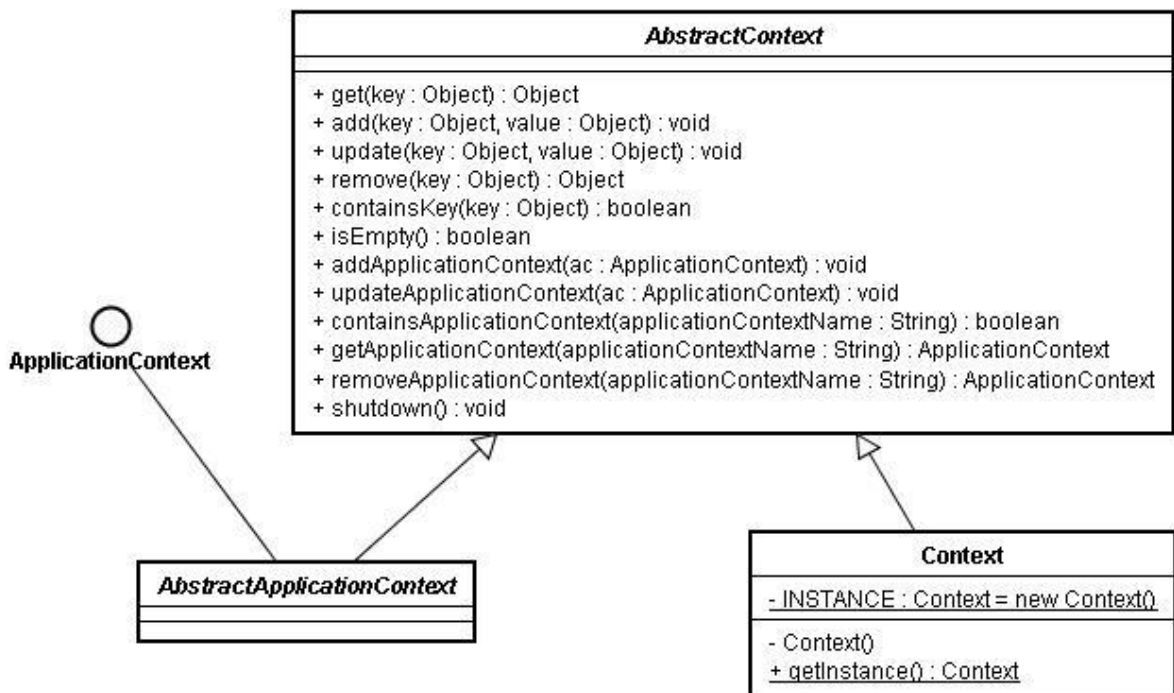 AbstractContext
+ get(key : Object) : Object
+ add(key : Object, value : Object) : void
+ update(key : Object, value : Object) : void
+ remove(key : Object) : Object
+ containsKey(key : Object) : boolean
+ isEmpty() : boolean
+ addApplicationContext(ac : ApplicationContext) : void
+ updateApplicationContext(ac : ApplicationContext) : void
+ containsApplicationContext(applicationContextName : String) : boolean
+ getApplicationContext(applicationContextName : String) : ApplicationContext
+ removeApplicationContext(applicationContextName : String) : ApplicationContext
+ shutdown() : void
ApplicationContext
AbstractApplicationContext
Context
- INSTANCE : Context = new Context()
- Context()
+ getInstance() : Context